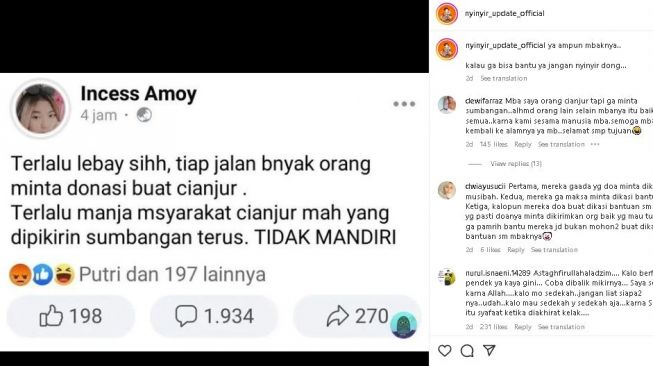 Incess Amoy
4 jam ·
Terlalu lebay sihh, tiap jalan bnyak orang
minta donasi buat cianjur .
Terlalu manja msyarakat cianjur mah yang
dipikirin sumbangan terus. TIDAK MANDIRI
Putri dan 197 lainnya
198
1.934
270
nyinyir_update_official
nyinyir_update_official ya ampun mbaknya..
kalau ga bisa bantu ya jangan nyinyir dong...
2d See translation
dewifarraz Mba saya orang cianjur tapi ga minta
sumbangan..alhmd orang lain selain mbanya itu baik
semua..karna kami sesama manusia mba.semoga mba
kembali ke alamnya ya mb..selamat smp tujuan
2d 145 likes Reply See translation
View replies (13)
dwiayusucii Pertama, mereka gaada yg doa minta dika
musibah. Kedua, mereka ga maksa minta dikasi bantu
Ketiga, kalopun mereka doa buat dikasi bantuan sm
yg pasti doanya minta dikirimkan org baik yg mau tu
ga pamrih bantu mereka jd bukan mohon2 buat dika
bantuan sm mbaknya
2d 6 likes Reply See translation
nurul.isnaeni.14289 Astaghfirullahaladzim.... Kalo berf
pendek ya kaya gini... Coba dibalik mikirnya... Saya se
karna Allah....kalo mo sedekah..jangan liat siapa2
nya..udah..kalo mau sedekah y sedekah aja...karna S
itu syafaat ketika diakhirat kelak....
2d 231 likes Reply See translation